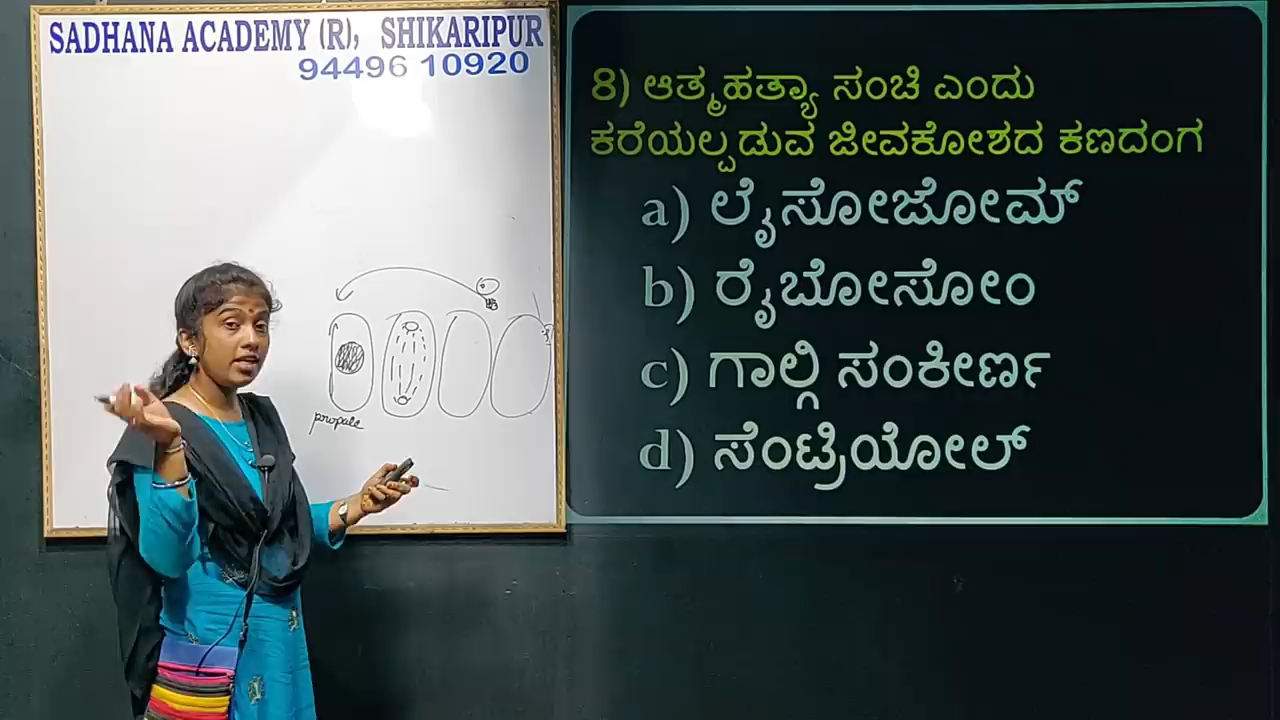 SADHANA ACADEMY (R), SHIKARIPUR
94496 10920
8) ಆತ್ಮಹತ್ಯಾ ಸಂಚಿ ಎಂದು
ಕರೆಯಲ್ಪಡುವ ಜೀವಕೋಶದ ಕಣದಂಗ
a) ಲೈಸೋಜೋಮ್
b) ರೈಬೋಸೋಂ
c) ಗಾಲ್ಗಿ ಸಂಕೀರ್ಣ
d) ಸೆಂಟ್ರಿಯೋಲ್